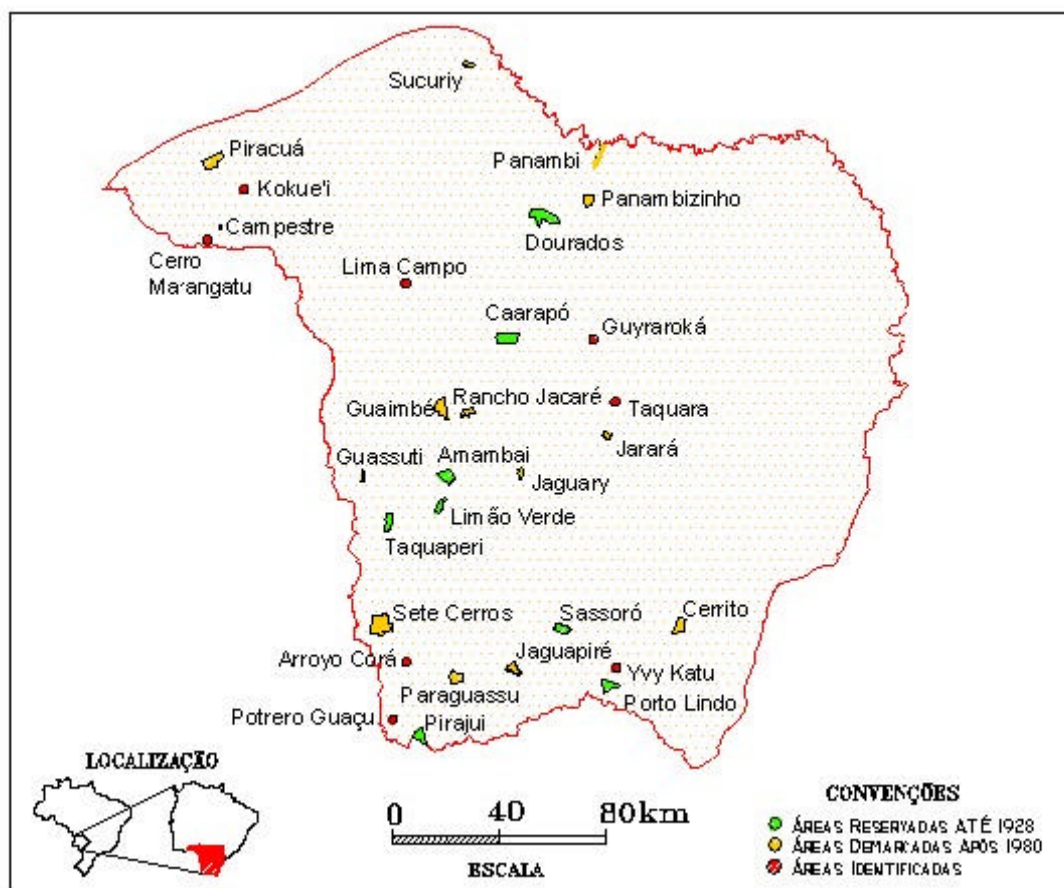 Sucuriy
Piracuá
Panambi
Kokue'i
Panambizinho
Campestre
Dourados
Cerro
Marangatu
Lima Campo
Caarapó
Guyraroká
Rancho Jacaré
Guaimbé
Taquara
Jarará
Guassuti
Amambai
Jaguary
Limão Verde
Taquaperi
Sete Cerros
Sassoró
Cerrito
Arroyo Corá
Jaguapiré
Yvy Katu
Paraguassu
Porto Lindo
Potrero Guaçu
Pirajui
LOCALIZAÇÃO
0 40 80km
ESCALA
CONVENÇÕES
ÁREAS RESERVADAS ATÉ 1928
ÁREAS DEMARCADAS APÓS 1980
ÁREAS IDENTIFICADAS